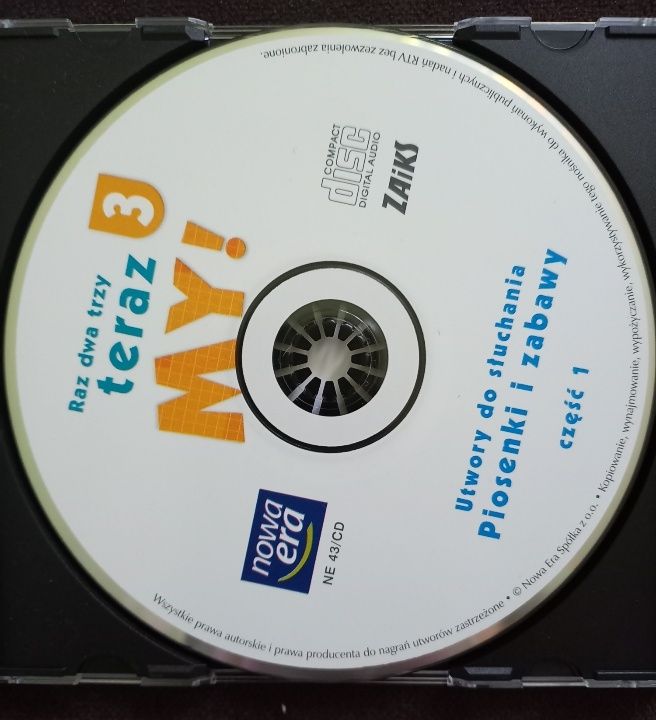 Raz dwa trzy
teraz 3
MY!
COMPACT
disc
DIGITAL AUDIO
ZAiKS
nowa
era
NE 43/CD
Utwory do słuchania
Piosenki i zabawy
część 1
Wszystkie prawa autorskie i prawa producenta do nagrań utworów zastrzeżone • © Nowa Era Spółka z o.o. • Kopiowanie, wynajmowanie, wypożyczanie, wykorzystywanie tego nośnika do wykonań publicznych i nadań RTV bez zezwolenia zabronione.